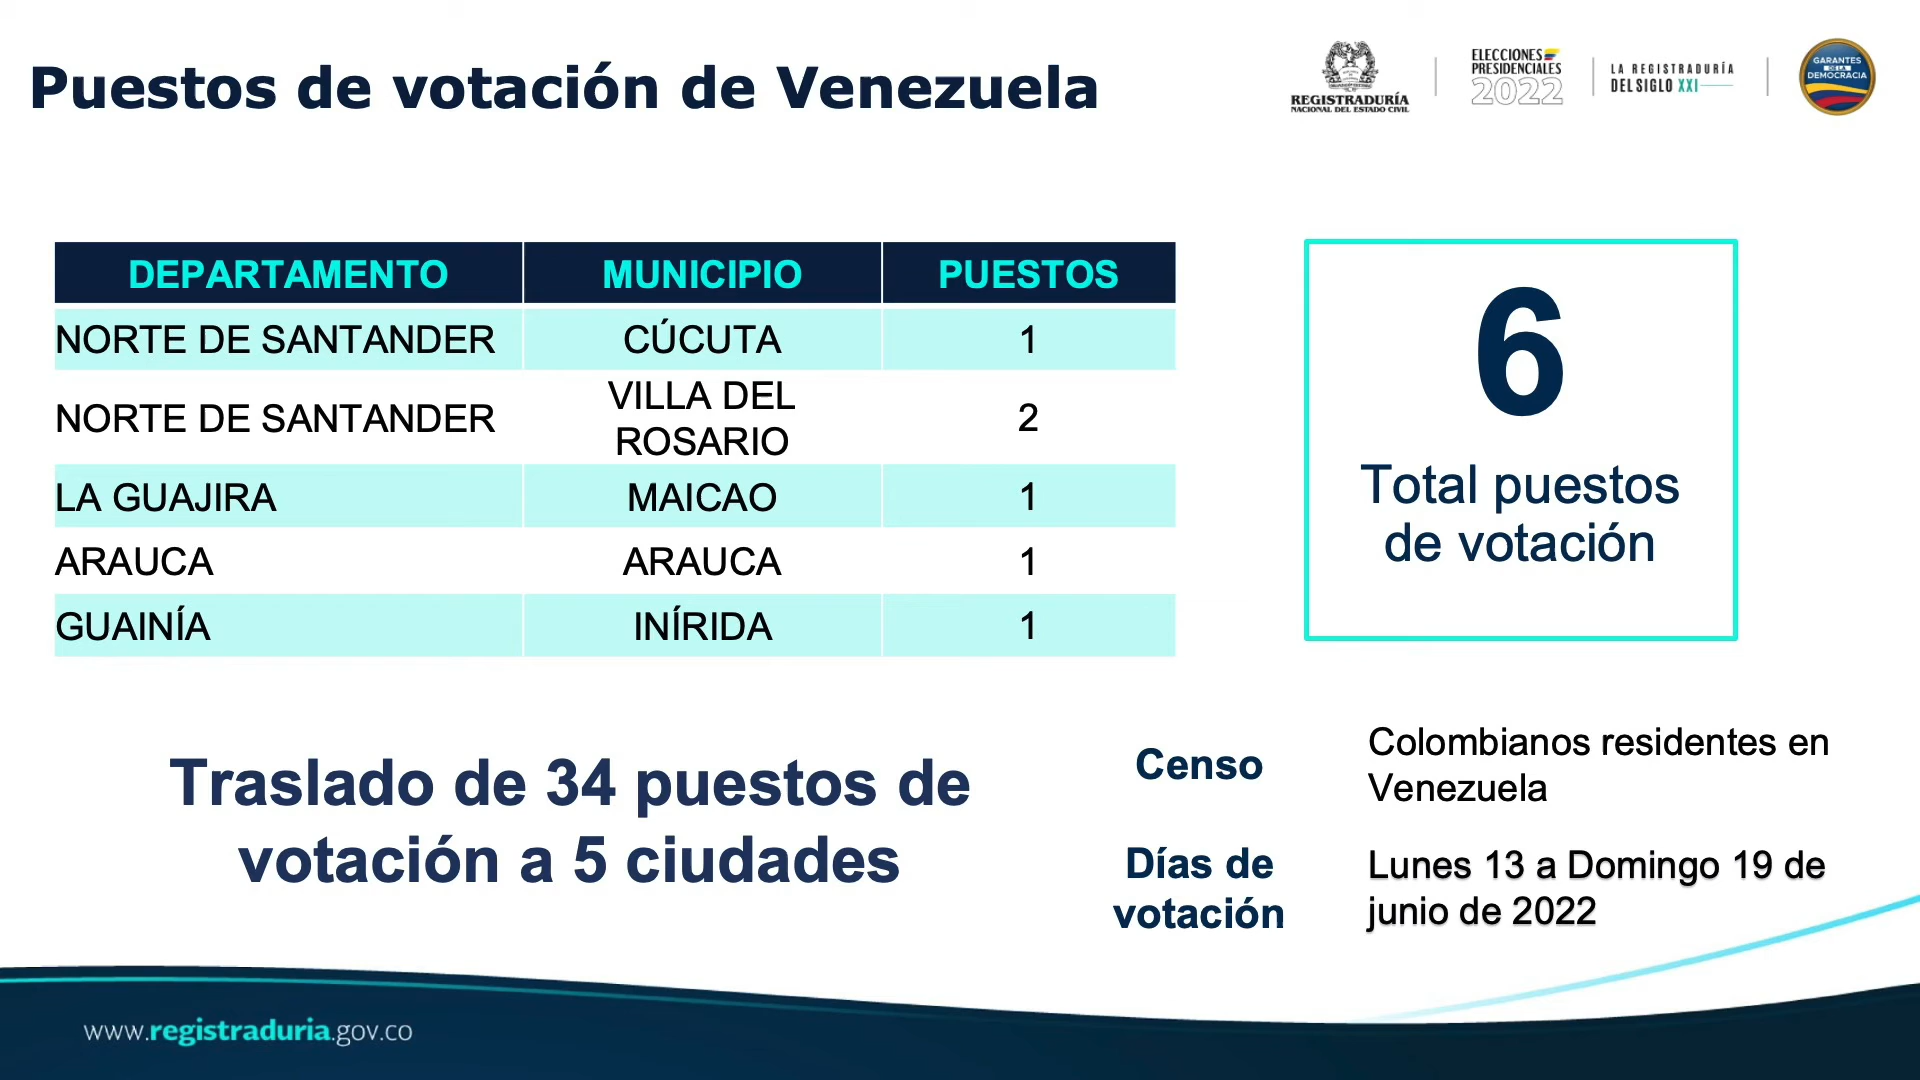 Puestos de votación de Venezuela
REGISTRADURÍA
NACIONAL DEL ESTADO CIVIL
ELECCIONES
PRESIDENCIALES
2022
LA REGISTRADURÍA
DEL SIGLO XXI
GARANTES
DE LA
DEMOCRACIA
DEPARTAMENTO MUNICIPIO PUESTOS
NORTE DE SANTANDER CÚCUTA 1
NORTE DE SANTANDER VILLA DEL ROSARIO 2
LA GUAJIRA MAICAO 1
ARAUCA ARAUCA 1
GUAINÍA INÍRIDA 1
6
Total puestos
de votación
Traslado de 34 puestos de
votación a 5 ciudades
Censo
Colombianos residentes en
Venezuela
Días de
votación
Lunes 13 a Domingo 19 de
junio de 2022
www.registraduria.gov.co